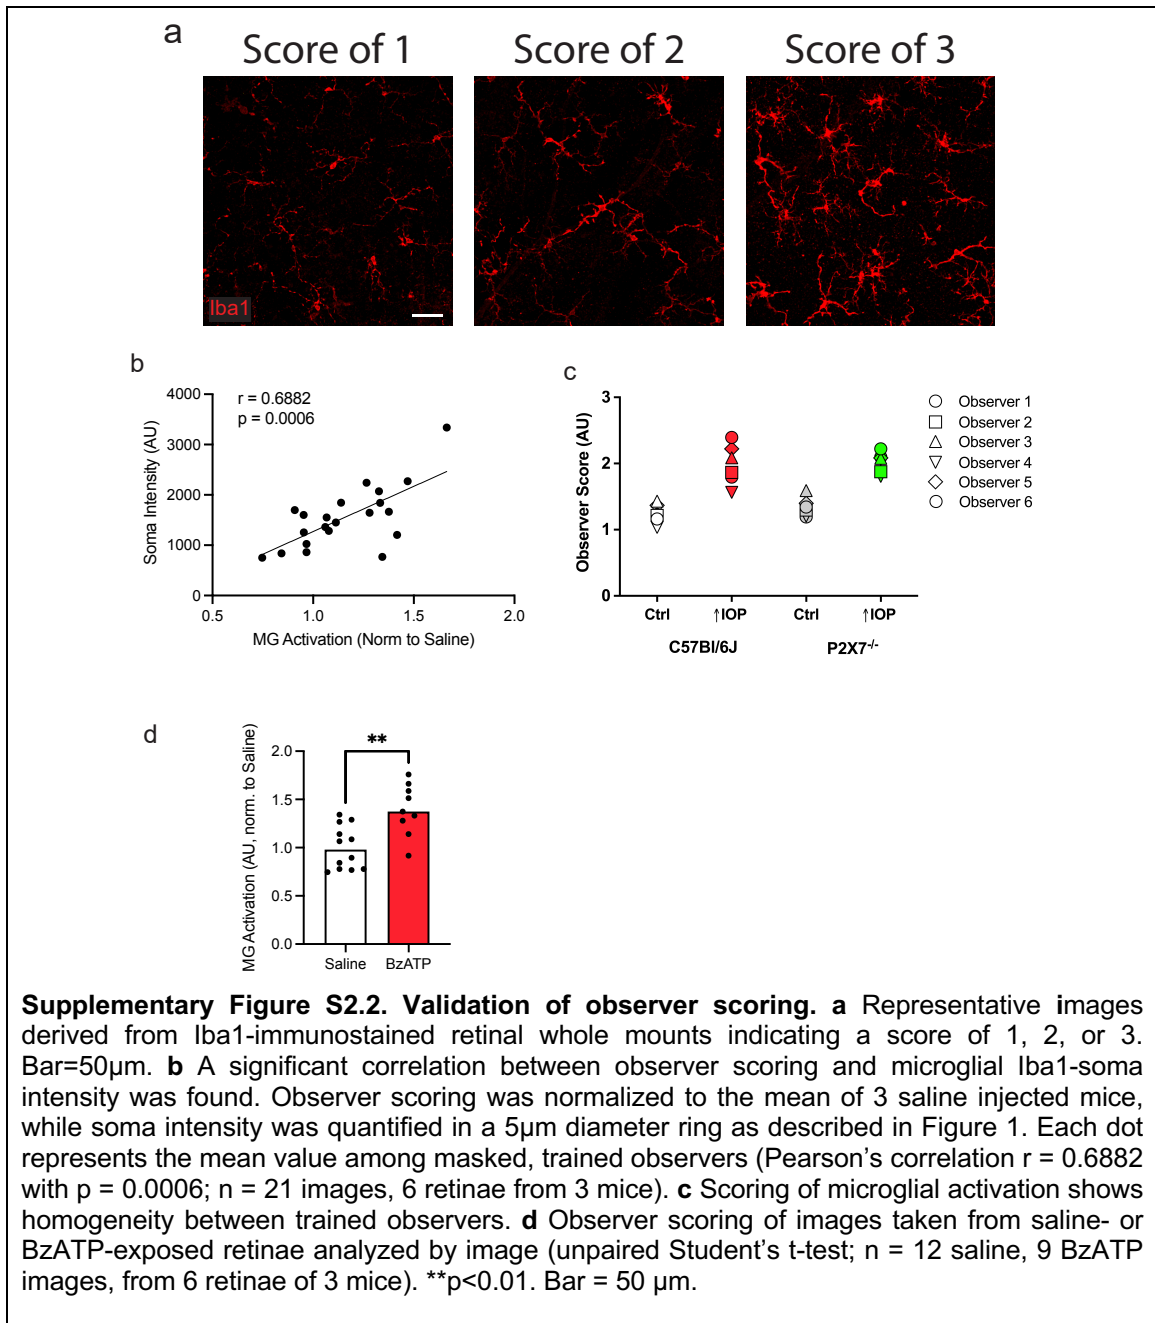 a
Score of 1 Score of 2 Score of 3
Iba1
b
r = 0.6882
p = 0.0006
4000
3000
2000
1000
0
Soma Intensity (AU)
0.5 1.0 1.5 2.0
MG Activation (Norm to Saline)
c
3
2
1
0
Observer Score (AU)
Ctrl ↑IOP Ctrl ↑IOP
C57Bl/6J P2X7-/-
Observer 1
Observer 2
Observer 3
Observer 4
Observer 5
Observer 6
d
**
2.0
1.5
1.0
0.5
0.0
MG Activation (AU, norm. to Saline)
Saline BzATP
Supplementary Figure S2.2. Validation of observer scoring. a Representative images
derived from Iba1-immunostained retinal whole mounts indicating a score of 1, 2, or 3.
Bar=50µm. b A significant correlation between observer scoring and microglial Iba1-soma
intensity was found. Observer scoring was normalized to the mean of 3 saline injected mice,
while soma intensity was quantified in a 5µm diameter ring as described in Figure 1. Each dot
represents the mean value among masked, trained observers (Pearson's correlation r = 0.6882
with p = 0.0006; n = 21 images, 6 retinae from 3 mice). c Scoring of microglial activation shows
homogeneity between trained observers. d Observer scoring of images taken from saline- or
BzATP-exposed retinae analyzed by image (unpaired Student's t-test; n = 12 saline, 9 BzATP
images, from 6 retinae of 3 mice). **p<0.01. Bar = 50 µm.